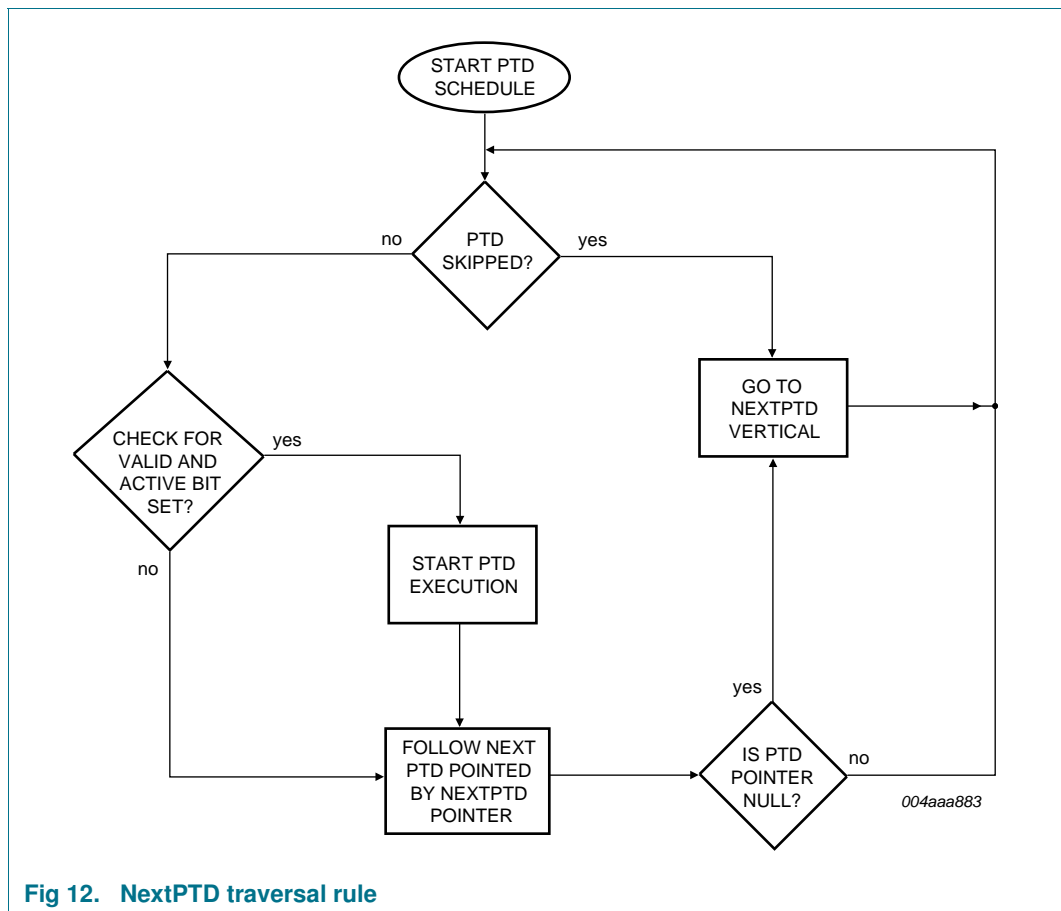 START PTD
SCHEDULE
PTD
SKIPPED?
no
yes
GO TO
NEXTPTD
VERTICAL
CHECK FOR
VALID AND
ACTIVE BIT
SET?
yes
no
START PTD
EXECUTION
FOLLOW NEXT
PTD POINTED
BY NEXTPTD
POINTER
IS PTD
POINTER
NULL?
yes
no
004aaa883
Fig 12. NextPTD traversal rule